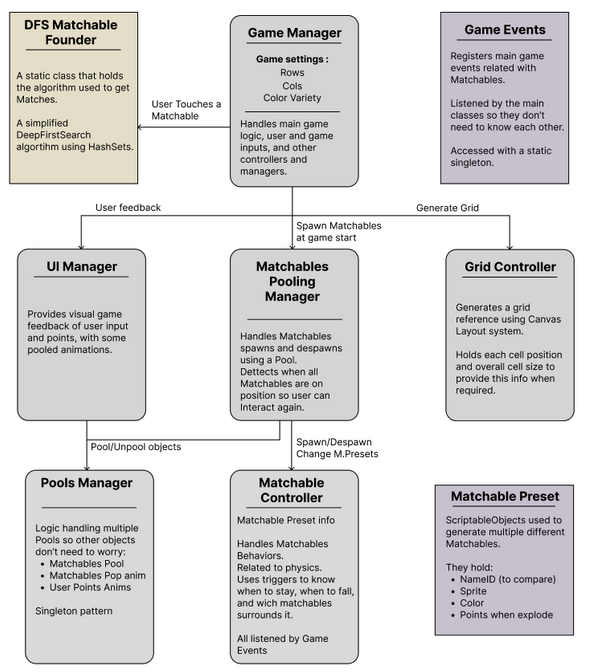 DFS Matchable
Founder
A static class that holds
the algorithm used to get
Matches.
A simplified
DeepFirstSearch
algortihm using HashSets.
User Touches a
Matchable
Game Manager
Game settings :
Rows
Cols
Color Variety
Handles main game
logic, user and game
inputs, and other
controllers and
managers.
Game Events
Registers main game
events related with
Matchables.
Listened by the main
classes so they don't
need to know each other.
Accessed with a static
singleton.
User feedback
Spawn Matchables
at game start
Generate Grid
UI Manager
Provides visual game
feedback of user input
and points, with some
pooled animations.
Matchables
Pooling
Manager
Handles Matchables
spawns and despawns
using a Pool.
Dettects when all
Matchables are on
position so user can
Interact again.
Grid Controller
Generates a grid
reference using Canvas
Layout system.
Holds each cell position
and overall cell size to
provide this info when
required.
Pool/Unpool objects
Spawn/Despawn
Change M.Presets
Pools Manager
Logic handling multiple
Pools so other objects
don't need to worry:
• Matchables Pool
• Matchables Pop anim
• User Points Anims
Singleton pattern
Matchable
Controller
Matchable Preset info
Handles Matchables
Behaviors.
Related to physics.
Uses triggers to know
when to stay, when to fall,
and wich matchables
surrounds it.
All listened by Game
Events
Matchable Preset
ScriptableObjects used to
generate multiple different
Matchables.
They hold:
• NameID (to compare)
• Sprite
• Color
• Points when explode